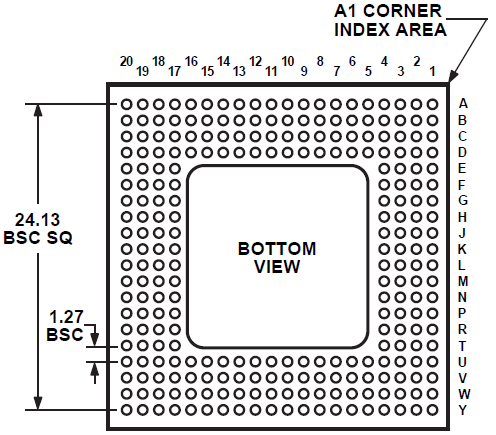 A1 CORNER
INDEX AREA
20 18 16 14 12 10 8 6 4 2
19 17 15 13 11 9 7 5 3 1
A
B
C
D
E
F
G
H
J
K
L
M
N
P
R
T
U
V
W
Y
24.13
BSC SQ
BOTTOM
VIEW
1.27
BSC